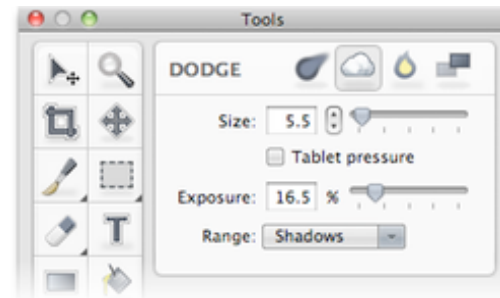 Tools
DODGE
Size: 5.5
Tablet pressure
Exposure: 16.5 %
Range: Shadows
T